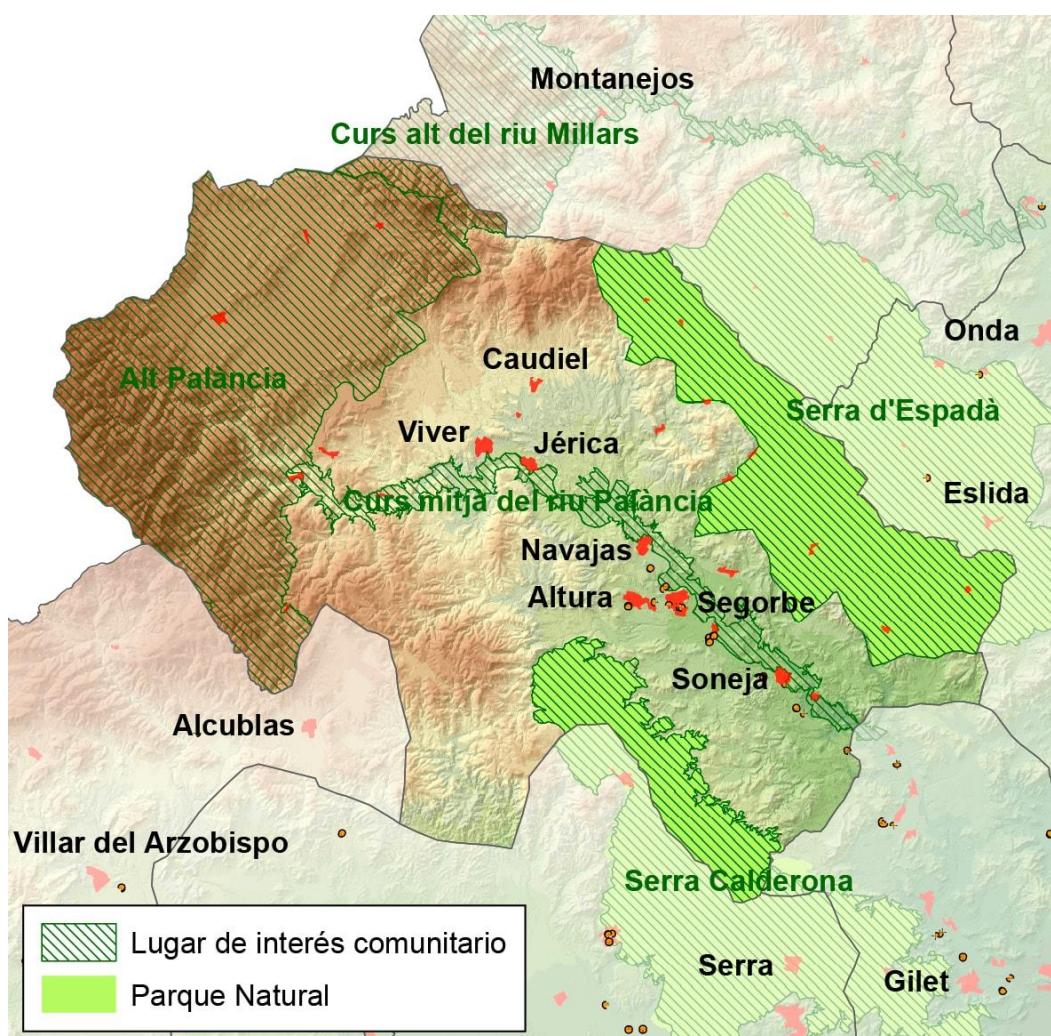 Montanejos
Curs alt del riu Millars
Onda
Caudiel
Alt Palància
Serra d'Espadà
Viver
Jérica
Curs mitjà del riu Palància
Eslida
Navajas
Altura
Segorbe
Soneja
Alcublas
Villar del Arzobispo
Serra Calderona
Lugar de interés comunitario
Serra
Gilet
Parque Natural